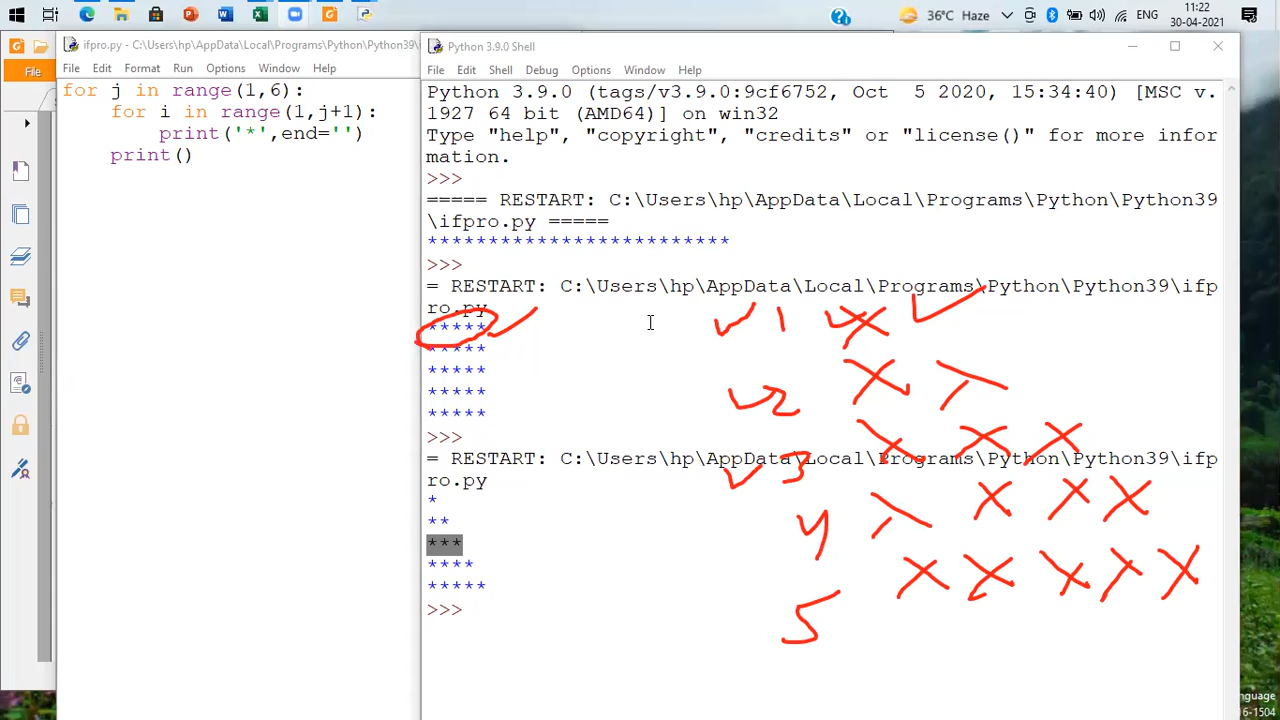 36°C Haze
ENG
11:22
30-04-2021
ifpro.py - C:\Users\hp\AppData\Local\Programs\Python\Python39\
File Edit Format Run Options Window Help
File
for j in range(1,6):
for i in range(1,j+1):
print('*',end='')
print()
Python 3.9.0 Shell
File Edit Shell Debug Options Window Help
Python 3.9.0 (tags/v3.9.0:9cf6752, Oct 5 2020, 15:34:40) [MSC v.
1927 64 bit (AMD64)] on win32
Type "help", "copyright", "credits" or "license()" for more infor
mation.
>>>
===== RESTART: C:\Users\hp\AppData\Local\Programs\Python\Python39
\ifpro.py =====
*************************
>>>
= RESTART: C:\Users\hp\AppData\Local\Programs\Python\Python39\ifp
ro.py
*****
*****
*****
*****
*****
>>>
= RESTART: C:\Users\hp\AppData\Local\Programs\Python\Python39\ifp
ro.py
*
**
***
****
*****
>>>
1
2
3
4
5
nguage
16-1504